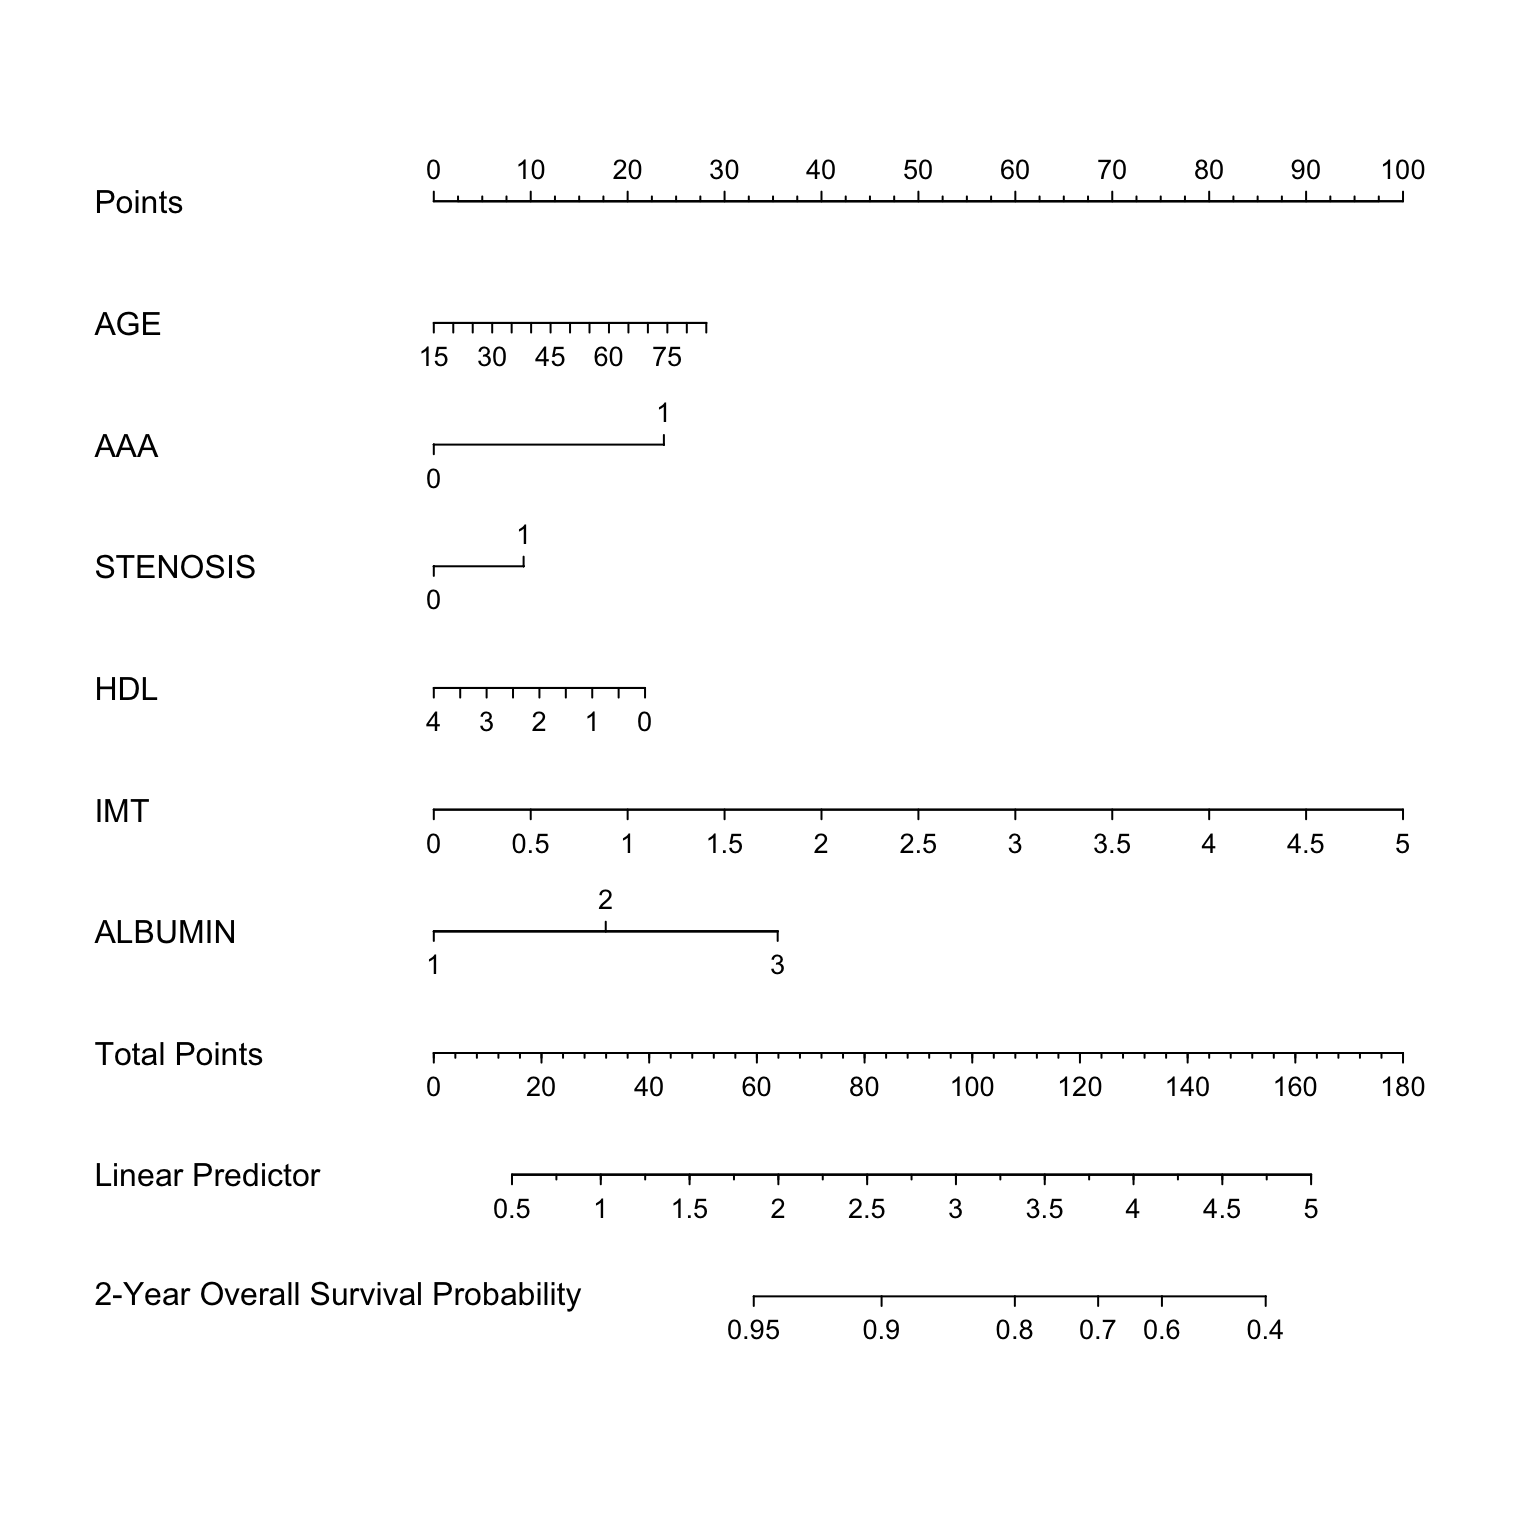 0 10 20 30 40 50 60 70 80 90 100
Points
AGE
15 30 45 60 75
1
AAA
0
1
STENOSIS
0
HDL
4 3 2 1 0
IMT
0 0.5 1 1.5 2 2.5 3 3.5 4 4.5 5
2
ALBUMIN
1 3
Total Points
0 20 40 60 80 100 120 140 160 180
Linear Predictor
0.5 1 1.5 2 2.5 3 3.5 4 4.5 5
2-Year Overall Survival Probability
0.95 0.9 0.8 0.7 0.6 0.4